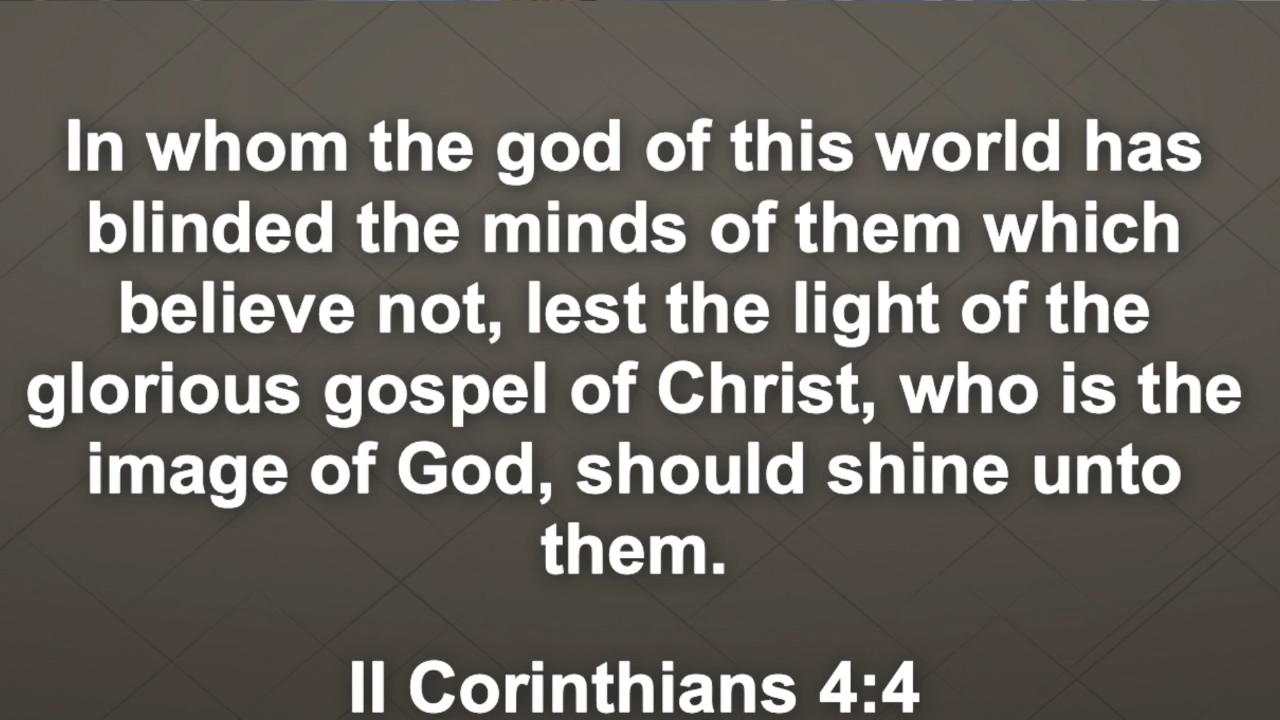 In whom the god of this world has
blinded the minds of them which
believe not, lest the light of the
glorious gospel of Christ, who is the
image of God, should shine unto
them.
II Corinthians 4:4